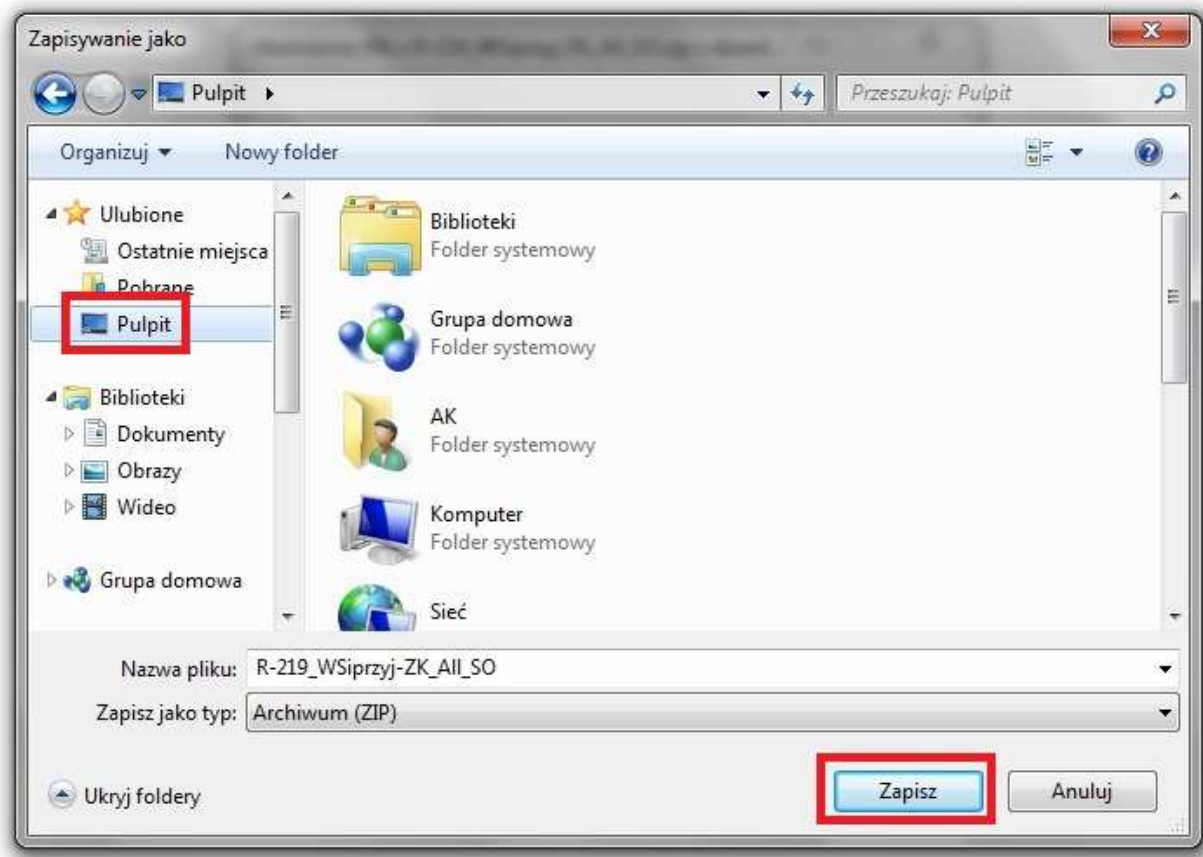 Zapisywanie jako
Pulpit
Przeszukaj: Pulpit
Organizuj
Nowy folder
Ulubione
Ostatnie miejsca
Pobrane
Pulpit
Biblioteki
Dokumenty
Obrazy
Wideo
Grupa domowa
Biblioteki
Folder systemowy
Grupa domowa
Folder systemowy
AK
Folder systemowy
Komputer
Folder systemowy
Sieć
Nazwa pliku: R-219_WSiprzyj-ZK_All_SO
Zapisz jako typ: Archiwum (ZIP)
Ukryj foldery
Zapisz
Anuluj